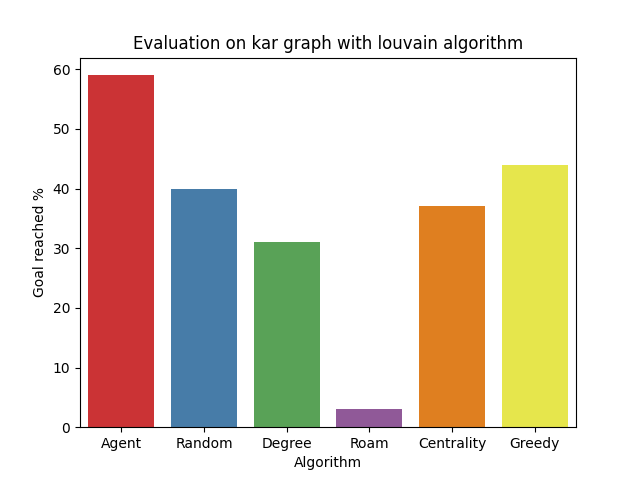 Evaluation on kar graph with louvain algorithm
Goal reached %
60
50
40
30
20
10
0
Agent Random Degree Roam Centrality Greedy
Algorithm